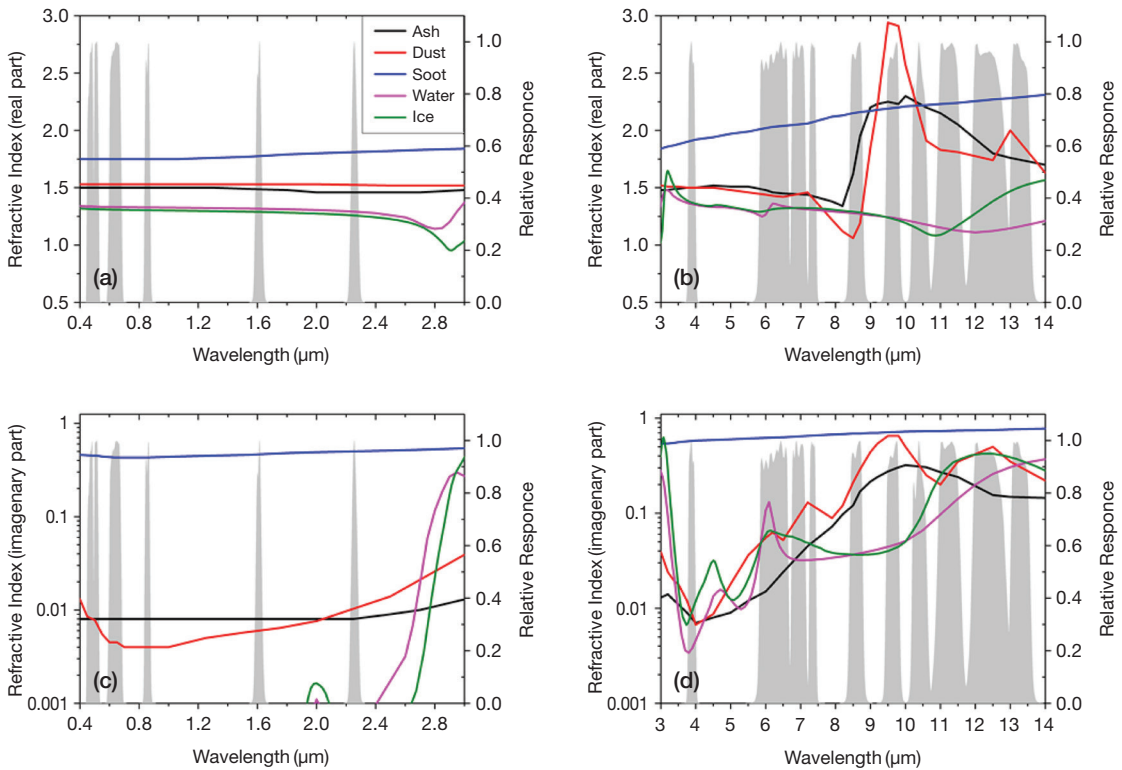 (a)
3.0
2.5
2.0
1.5
1.0
0.5
Refractive Index (real part)
0.4 0.8 1.2 1.6 2.0 2.4 2.8
Wavelength (µm)
1.0
0.8
0.6
0.4
0.2
0.0
Relative Responce
Ash
Dust
Soot
Water
Ice
(b)
3.0
2.5
2.0
1.5
1.0
0.5
Refractive Index (real part)
3 4 5 6 7 8 9 10 11 12 13 14
Wavelength (µm)
1.0
0.8
0.6
0.4
0.2
0.0
Relative Responce
(c)
1
0.1
0.01
0.001
Refractive Index (imagenary part)
0.4 0.8 1.2 1.6 2.0 2.4 2.8
Wavelength (µm)
1.0
0.8
0.6
0.4
0.2
0.0
Relative Responce
(d)
1
0.1
0.01
0.001
Refractive Index (imagenary part)
3 4 5 6 7 8 9 10 11 12 13 14
Wavelength (µm)
1.0
0.8
0.6
0.4
0.2
0.0
Relative Responce